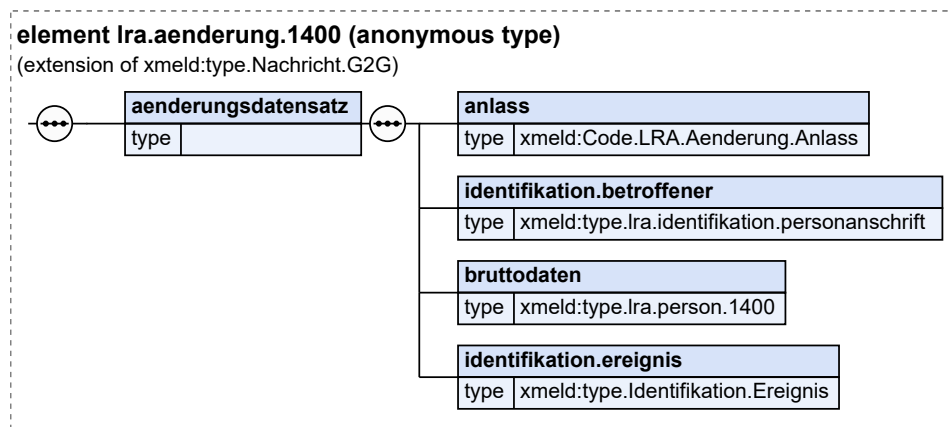 element lra.aenderung.1400 (anonymous type)
(extension of xmeld:type.Nachricht.G2G)
aenderungsdatensatz
type
anlass
type xmeld:Code.LRA.Aenderung.Anlass
identifikation.betroffener
type xmeld:type.lra.identifikation.personanschrift
bruttodaten
type xmeld:type.lra.person.1400
identifikation.ereignis
type xmeld:type.Identifikation.Ereignis